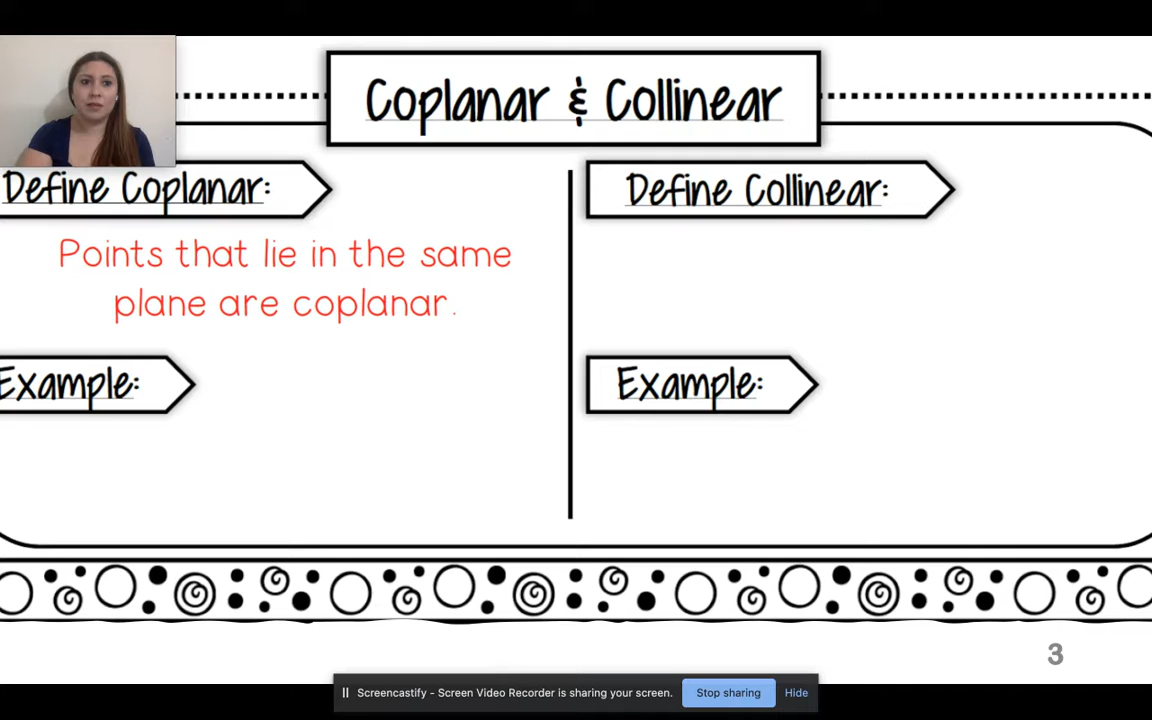 Coplanar & Collinear
Define Coplanar:
Points that lie in the same
plane are coplanar.
Example:
Define Collinear:
Example:
3
Screencastify - Screen Video Recorder is sharing your screen.
Stop sharing
Hide